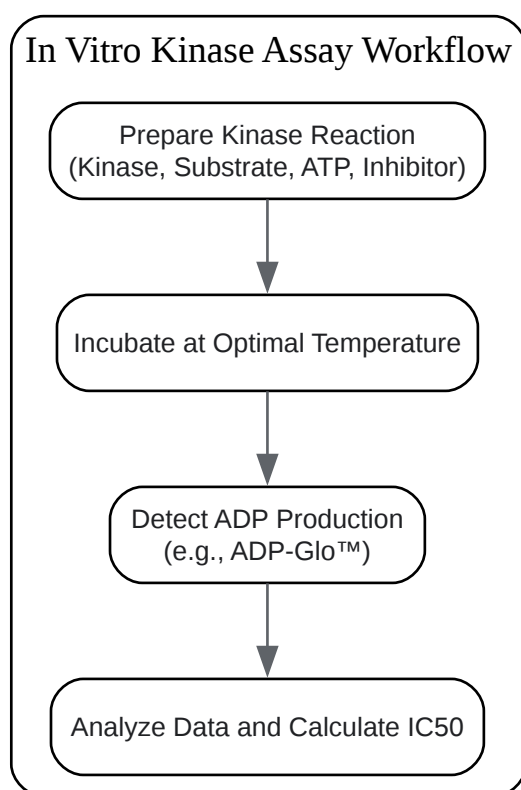 In Vitro Kinase Assay Workflow
Prepare Kinase Reaction
(Kinase, Substrate, ATP, Inhibitor)
Incubate at Optimal Temperature
Detect ADP Production
(e.g., ADP-Glo™)
Analyze Data and Calculate IC50